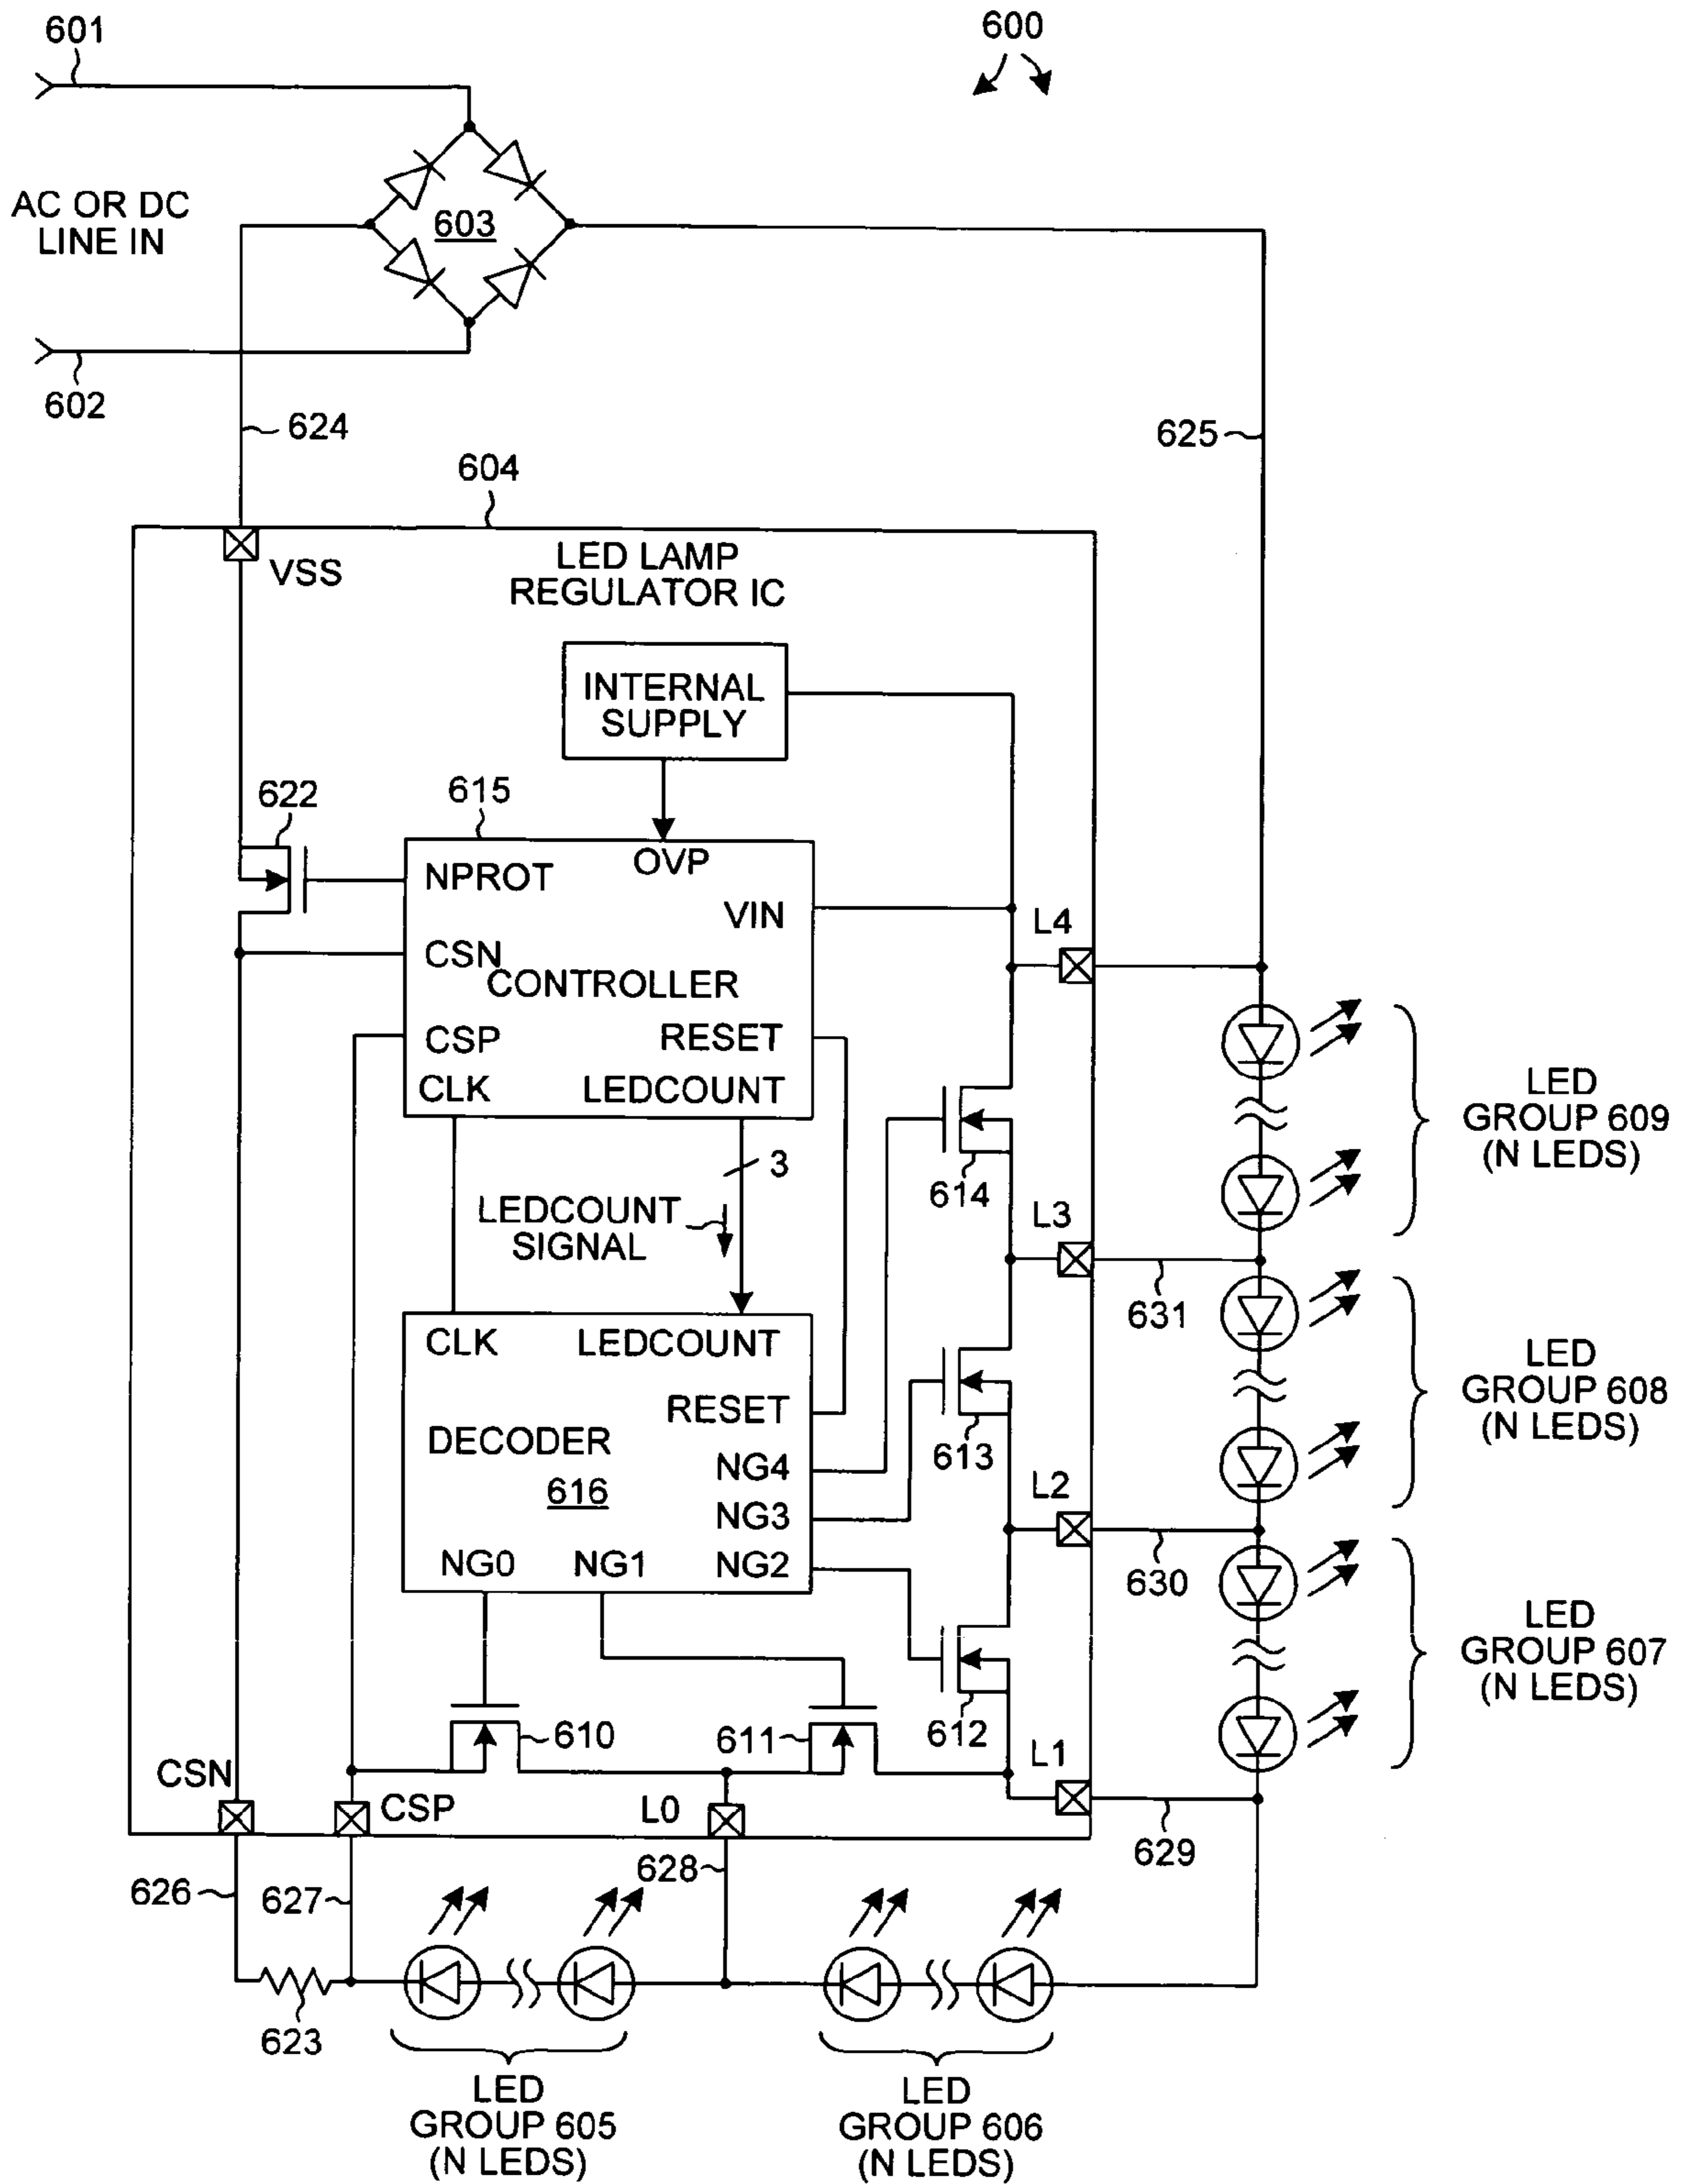 600
601
AC OR DC
LINE IN
603
602
624
625
604
VSS
LED LAMP
REGULATOR IC
INTERNAL
SUPPLY
622
615
NPROT
OVP
VIN
L4
CSN
CONTROLLER
CSP
RESET
CLK
LEDCOUNT
LED
GROUP 609
(N LEDS)
3
614
LEDCOUNT
SIGNAL
L3
631
CLK
LEDCOUNT
RESET
DECODER
616
613
LED
GROUP 608
(N LEDS)
NG4
NG3
NG2
L2
630
NG0
NG1
LED
GROUP 607
(N LEDS)
610
611
612
L1
CSN
CSP
L0
629
626
627
628
623
LED
GROUP 605
(N LEDS)
LED
GROUP 606
(N LEDS)